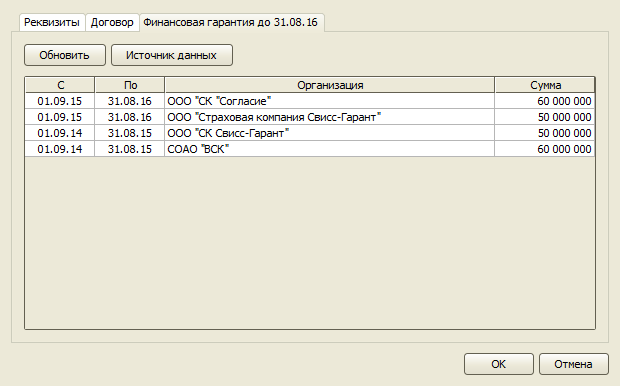 Реквизиты Договор Финансовая гарантия до 31.08.16
Обновить Источник данных
С По Организация Сумма
01.09.15 31.08.16 ООО "СК "Согласие" 60 000 000
01.09.15 31.08.16 ООО "Страховая компания Свисс-Гарант" 50 000 000
01.09.14 31.08.15 ООО "СК Свисс-Гарант" 50 000 000
01.09.14 31.08.15 СОАО "ВСК" 60 000 000
OK Отмена